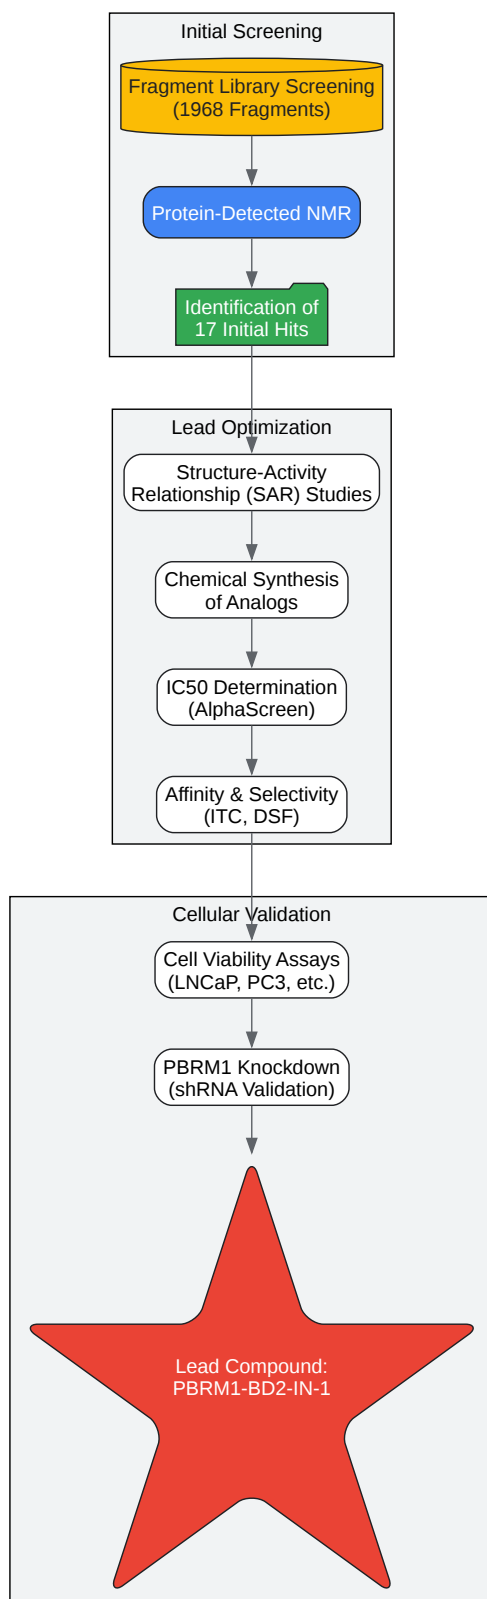 Initial Screening
Fragment Library Screening
(1968 Fragments)
Protein-Detected NMR
Identification of
17 Initial Hits
Lead Optimization
Structure-Activity
Relationship (SAR) Studies
Chemical Synthesis
of Analogs
IC50 Determination
(AlphaScreen)
Affinity & Selectivity
(ITC, DSF)
Cellular Validation
Cell Viability Assays
(LNCaP, PC3, etc.)
PBRM1 Knockdown
(shRNA Validation)
Lead Compound:
PBRM1-BD2-IN-1